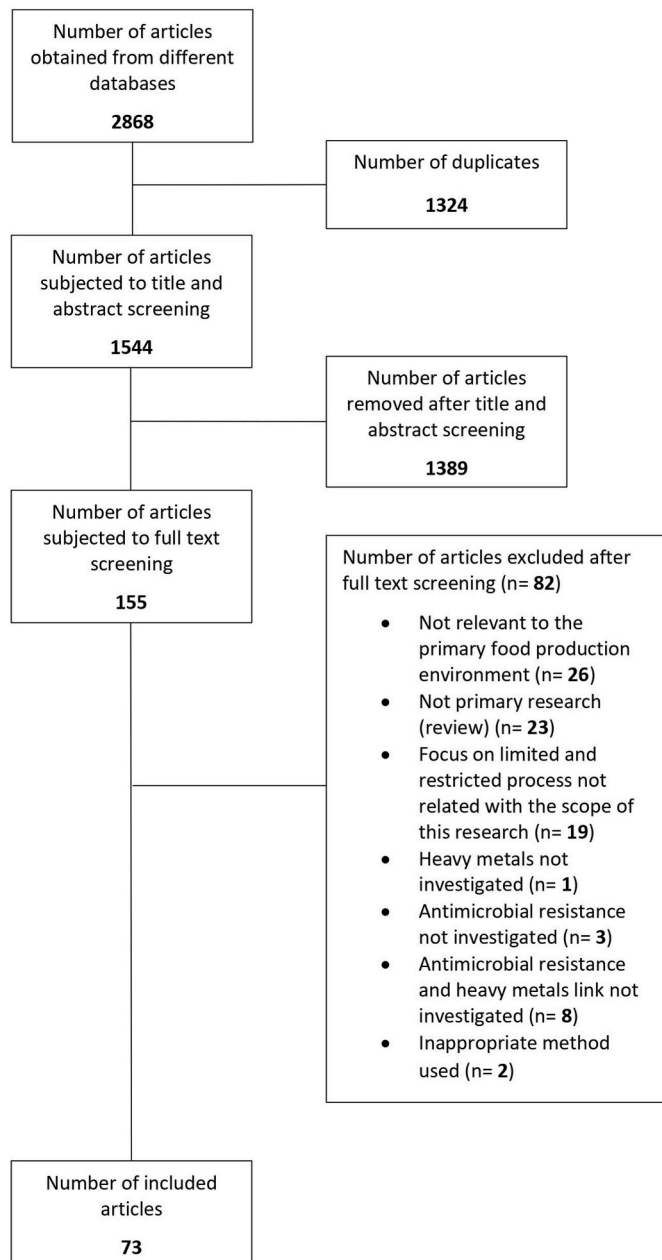 Number of articles
obtained from different
databases
2868
Number of duplicates
1324
Number of articles
subjected to title and
abstract screening
1544
Number of articles
removed after title and
abstract screening
1389
Number of articles
subjected to full text
screening
155
Number of articles excluded after
full text screening (n= 82)
• Not relevant to the
primary food production
environment (n= 26)
• Not primary research
(review) (n= 23)
• Focus on limited and
restricted process not
related with the scope of
this research (n= 19)
• Heavy metals not
investigated (n= 1)
• Antimicrobial resistance
not investigated (n= 3)
• Antimicrobial resistance
and heavy metals link not
investigated (n= 8)
• Inappropriate method
used (n= 2)
Number of included
articles
73